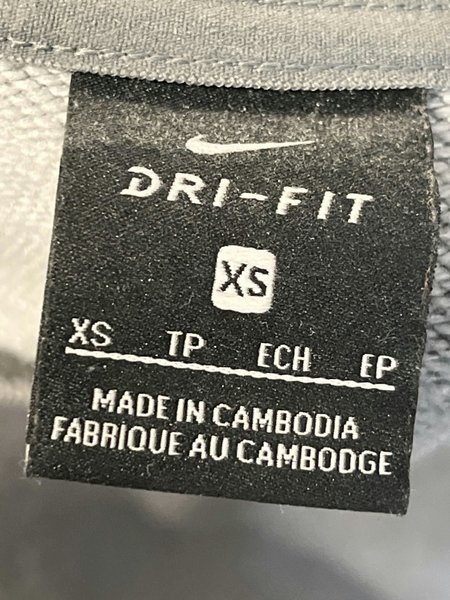 DRI-FIT
XS
XS TP ECH EP
MADE IN CAMBODIA
FABRIQUE AU CAMBODGE